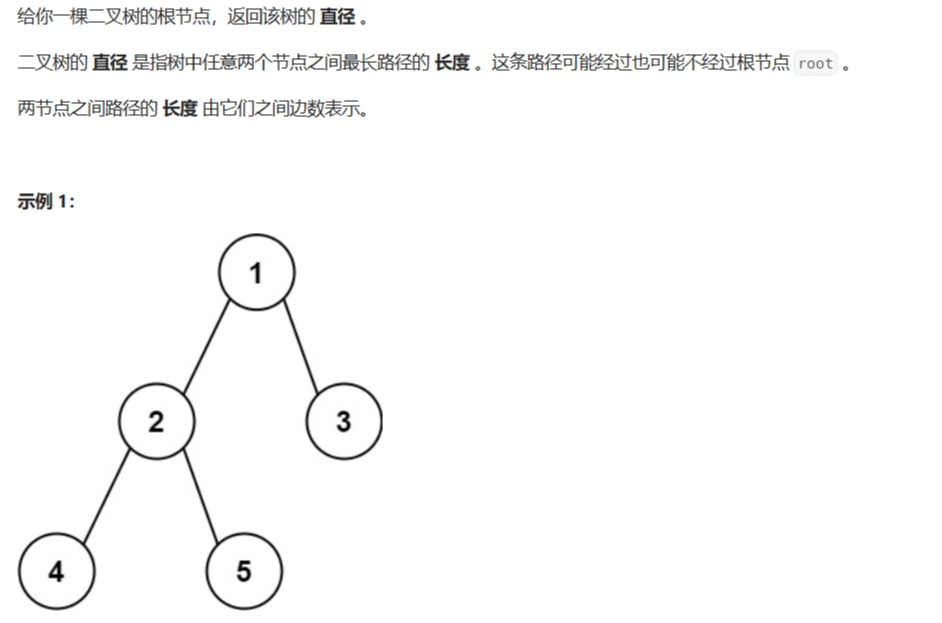 给你一棵二叉树的根节点，返回该树的 直径 。
二叉树的 直径 是指树中任意两个节点之间最长路径的 长度 。这条路径可能经过也可能不经过根节点 root 。
两节点之间路径的 长度 由它们之间边数表示。
示例 1：
1
2 3
4 5